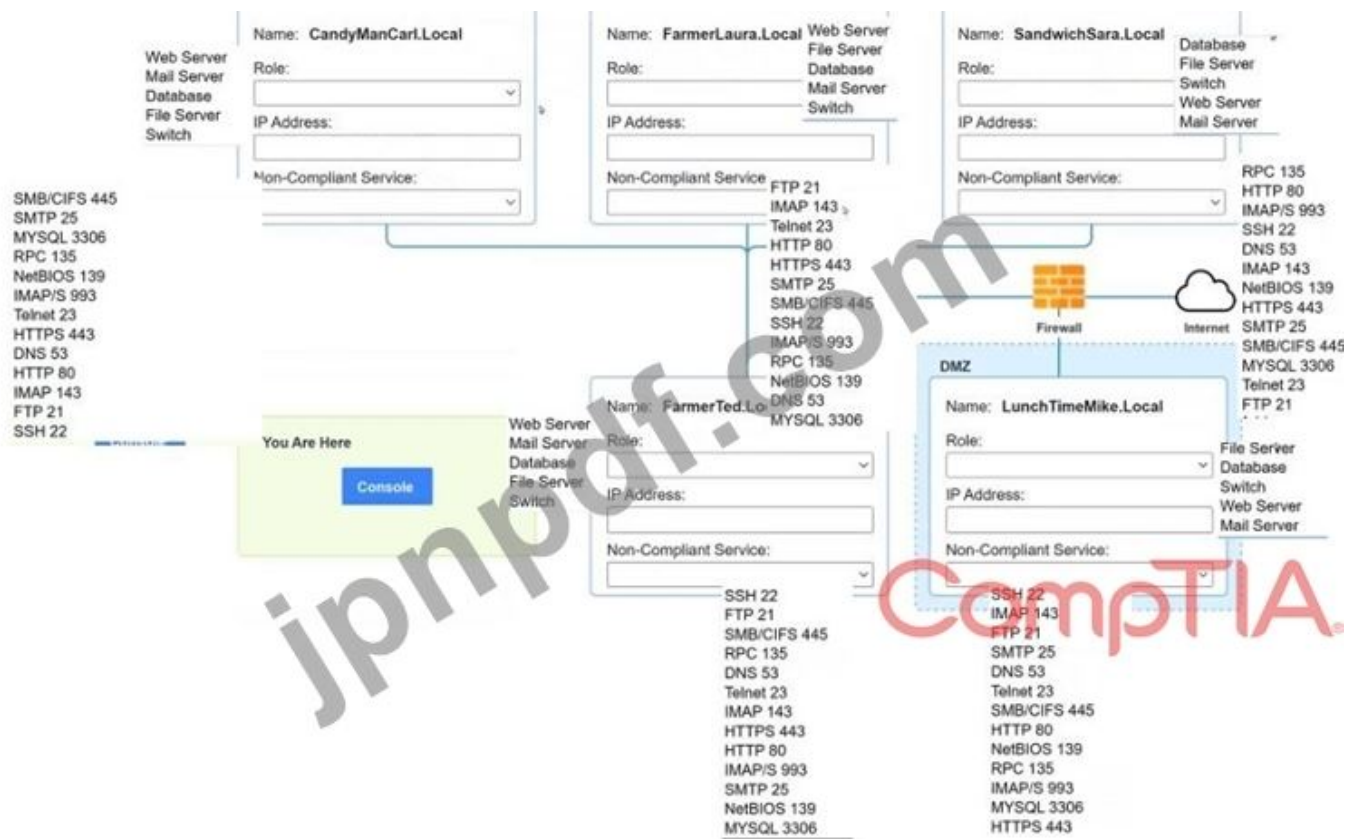 Name: CandyManCarl.Local
Role:
IP Address:
Non-Compliant Service:
Web Server
Mail Server
Database
File Server
Switch
SMB/CIFS 445
SMTP 25
MYSQL 3306
RPC 135
NetBIOS 139
IMAP/S 993
Telnet 23
HTTPS 443
DNS 53
HTTP 80
IMAP 143
FTP 21
SSH 22
Name: FarmerLaura.Local
Role:
IP Address:
Non-Compliant Service
Web Server
File Server
Database
Mail Server
Switch
FTP 21
IMAP 143
Telnet 23
HTTP 80
HTTPS 443
SMTP 25
SMB/CIFS 445
SSH 22
IMAP/S 993
RPC 135
NetBIOS 139
DNS 53
MYSQL 3306
Name: SandwichSara.Local
Role:
IP Address:
Non-Compliant Service:
Database
File Server
Switch
Web Server
Mail Server
RPC 135
HTTP 80
IMAP/S 993
SSH 22
DNS 53
IMAP 143
NetBIOS 139
HTTPS 443
SMTP 25
SMB/CIFS 445
MYSQL 3306
Telnet 23
FTP 21
Firewall
Internet
DMZ
You Are Here
Console
Name: FarmerTed.Lo
Role:
IP Address:
Non-Compliant Service:
Web Server
Mail Server
Database
File Server
Switch
SSH 22
FTP 21
SMB/CIFS 445
RPC 135
DNS 53
Telnet 23
IMAP 143
HTTPS 443
HTTP 80
IMAP/S 993
SMTP 25
NetBIOS 139
MYSQL 3306
Name: LunchTimeMike.Local
Role:
IP Address:
Non-Compliant Service:
File Server
Database
Switch
Web Server
Mail Server
SSH 22
IMAP 143
FTP 21
SMTP 25
DNS 53
Telnet 23
SMB/CIFS 445
HTTP 80
NetBIOS 139
RPC 135
IMAP/S 993
MYSQL 3306
HTTPS 443
jpnpdf.com
CompTIA.